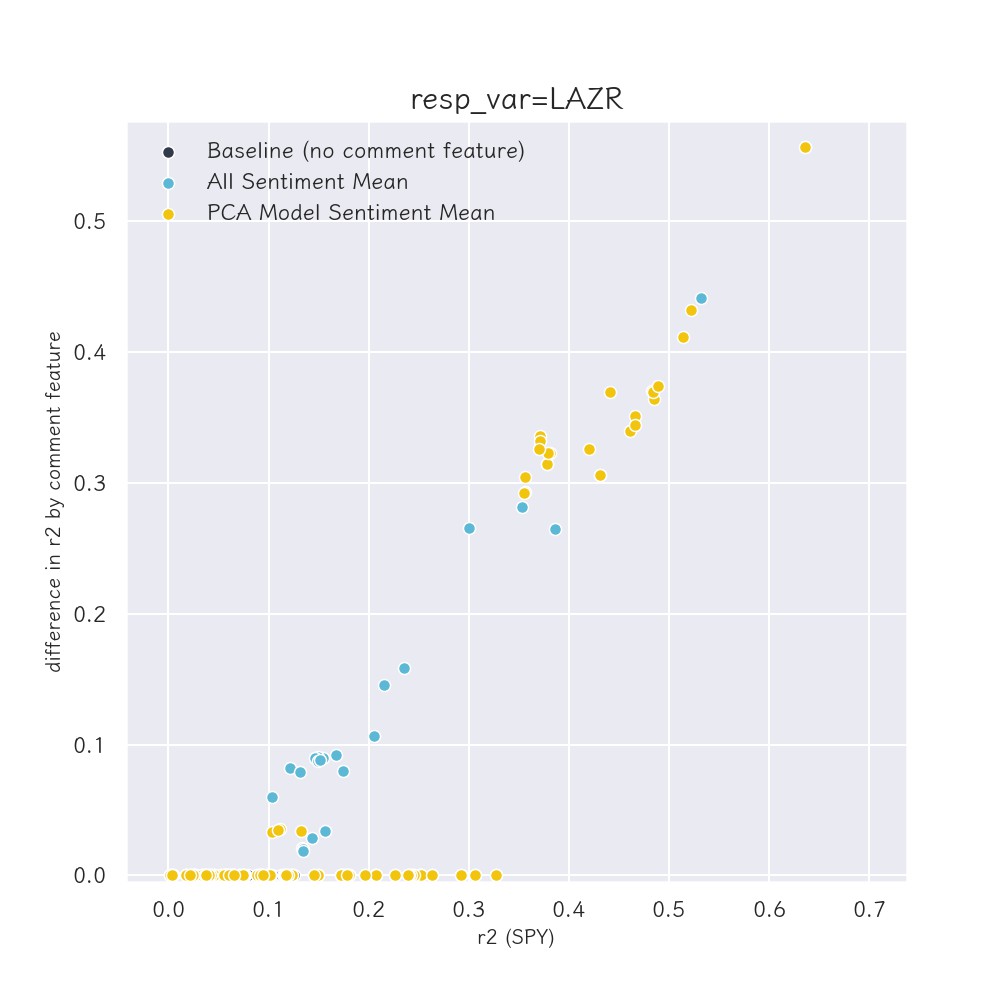 resp_var=LAZR
Baseline (no comment feature)
All Sentiment Mean
PCA Model Sentiment Mean
difference in r2 by comment feature
0.5
0.4
0.3
0.2
0.1
0.0
0.0 0.1 0.2 0.3 0.4 0.5 0.6 0.7
r2 (SPY)